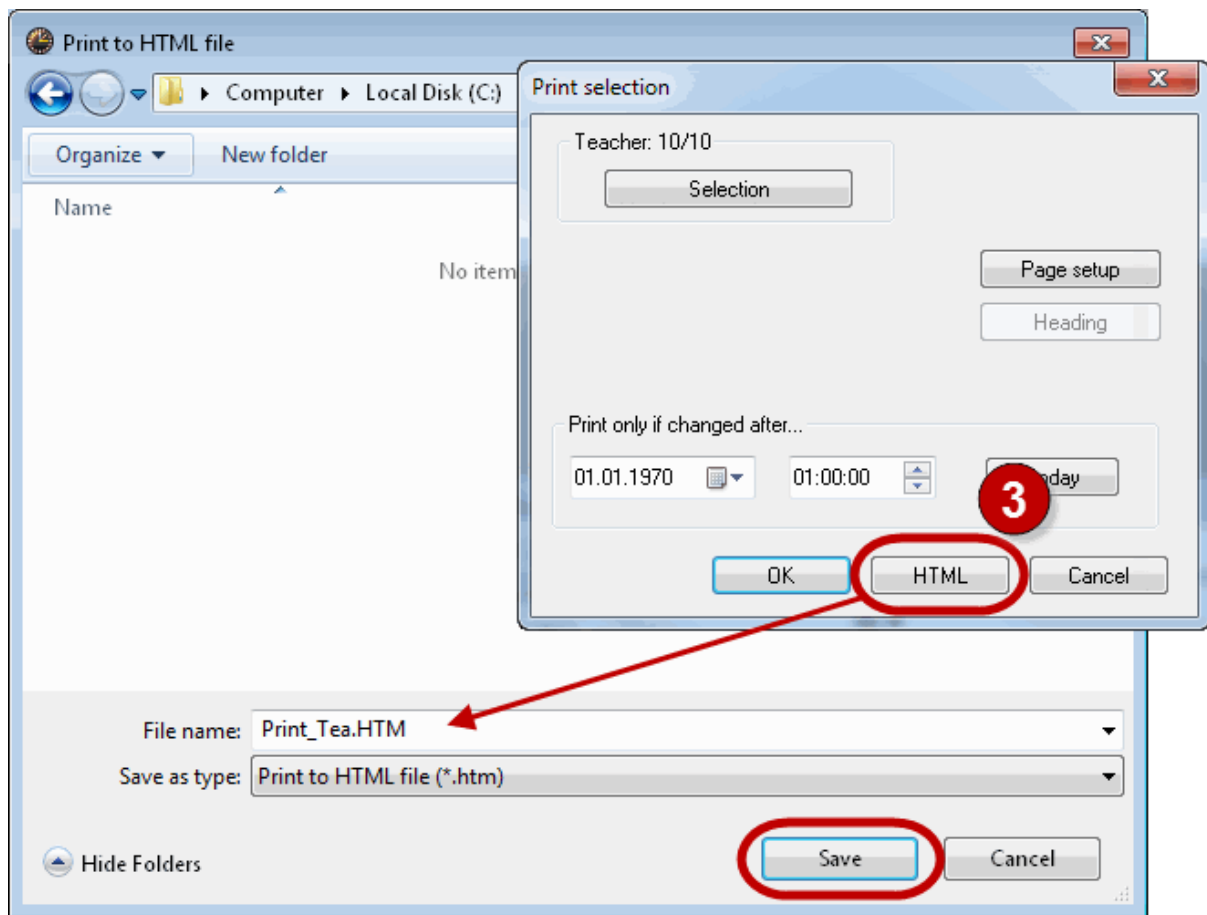 Print to HTML file
Computer Local Disk (C:)
Organize New folder
Name
No item
Print selection
Teacher: 10/10
Selection
Page setup
Heading
Print only if changed after...
01.01.1970 01:00:00
3
OK HTML Cancel
File name: Print_Tea.HTM
Save as type: Print to HTML file (*.htm)
Hide Folders Save Cancel